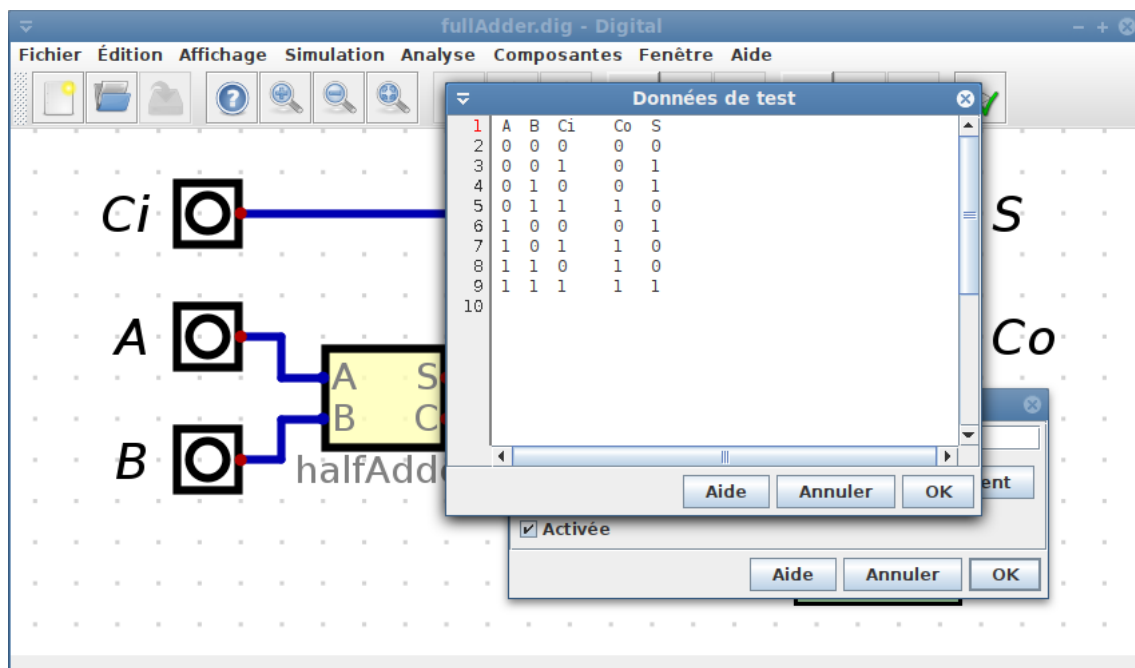 fullAdder.dig - Digital
Fichier Édition Affichage Simulation Analyse Composantes Fenêtre Aide
Données de test
1 A B Ci Co S
2 0 0 0 0 0
3 0 0 1 0 1
4 0 1 0 0 1
5 0 1 1 1 0
6 1 0 0 0 1
7 1 0 1 1 0
8 1 1 0 1 0
9 1 1 1 1 1
10
Ci
S
A
Co
A S
B C
B
Aide Annuler OK
Activée
Aide Annuler OK